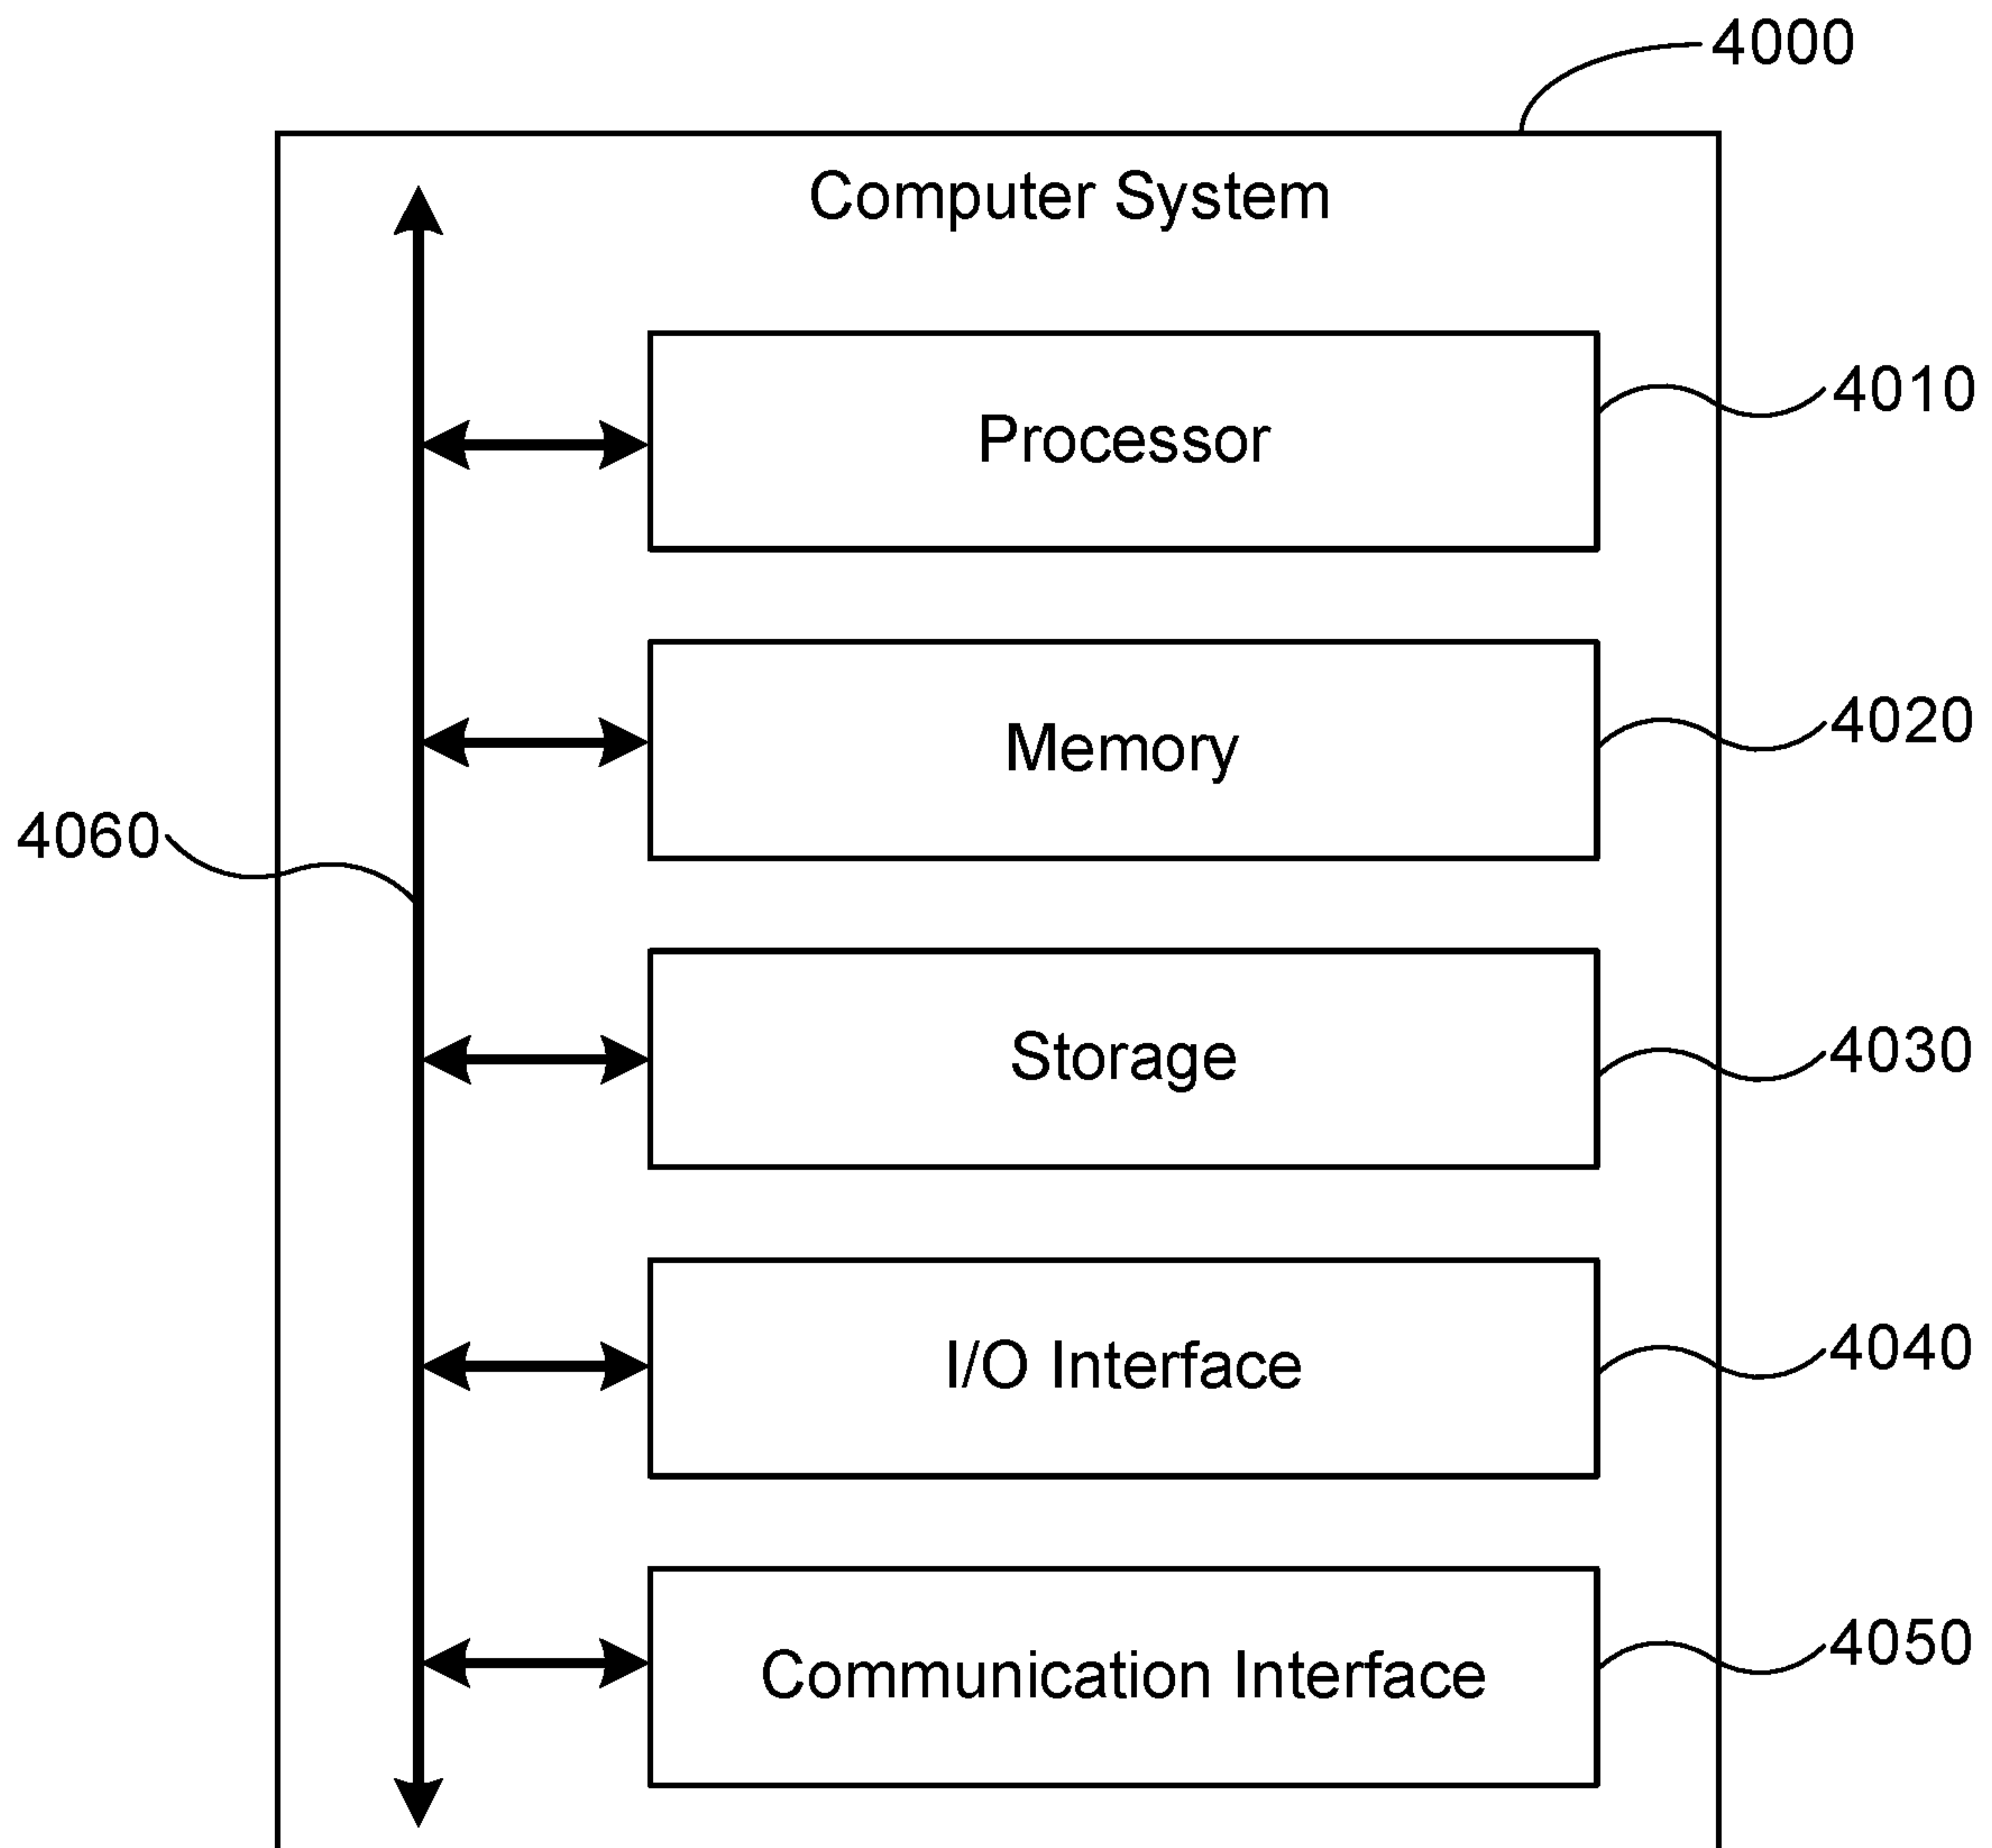 4000
Computer System
4010
Processor
4020
Memory
4060
4030
Storage
4040
I/O Interface
4050
Communication Interface